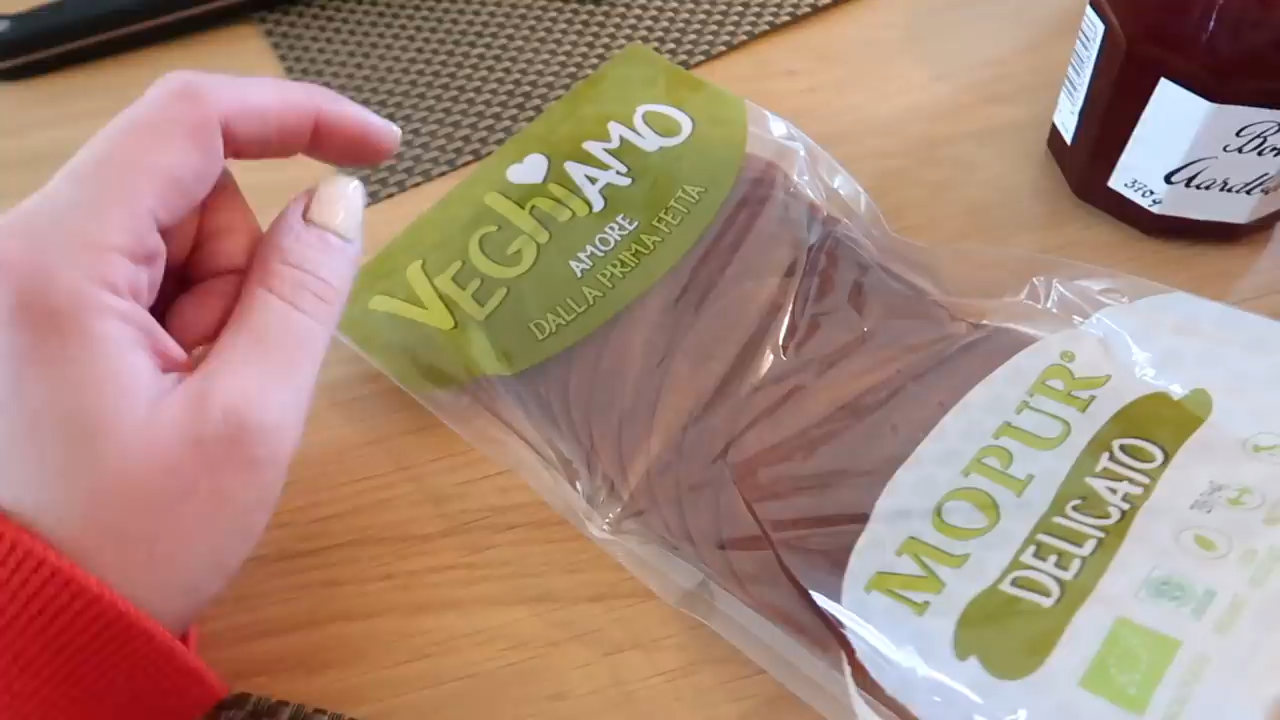 VEGhiAMO
AMORE
DALLA PRIMA FETTA
MOPUR®
DELICATO
370g